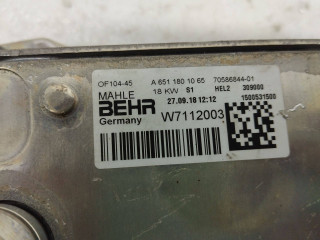 OF104-45 A 651 180 10 65 70586844-01
MAHLE 18 KW S1 HEL2 309000
BEHR 27.09.18 12:12 1500531500
Germany W7112003